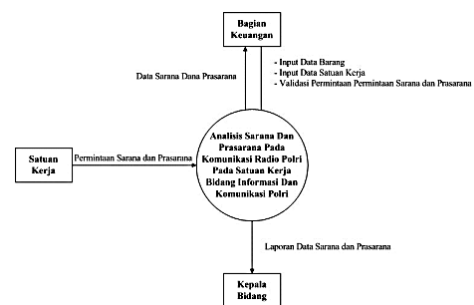 Bagian
Keuangan
- Input Data Barang
- Input Data Satuan Kerja
- Validasi Permintaan Permintaan Sarana dan Prasarana
Data Sarana Dana Prasarana
Analisis Sarana Dan
Prasarana Pada
Komunikasi Radio Polri
Pada Satuan Kerja
Bidang Informasi Dan
Komunikasi Polri
Satuan
Kerja
Permintaan Sarana dan Prasarana
Laporan Data Sarana dan Prasarana
Kepala
Bidang